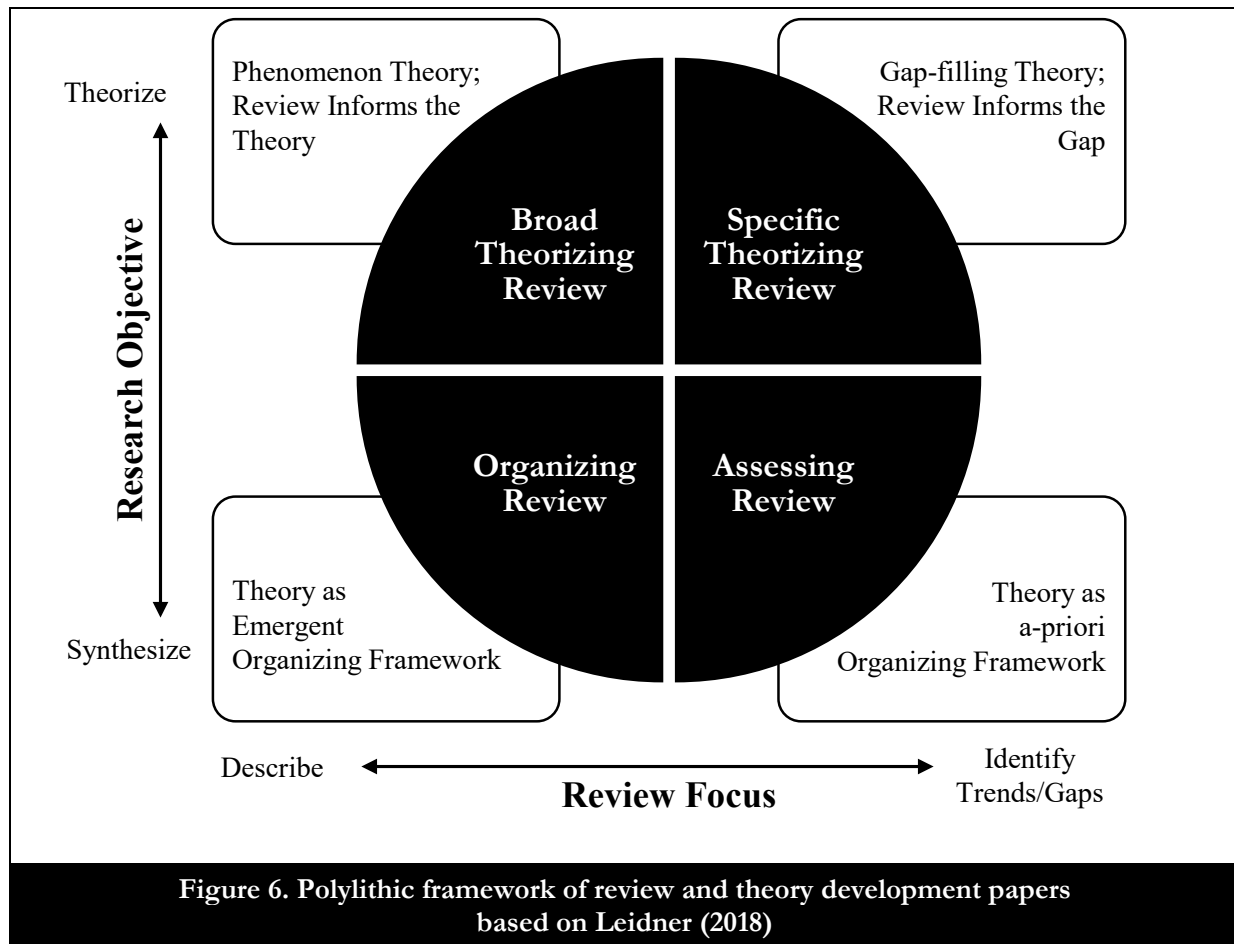 Theorize
Phenomenon Theory;
Review Informs the
Theory
Gap-filling Theory;
Review Informs the
Gap
Broad
Theorizing
Review
Specific
Theorizing
Review
Research Objective
Organizing
Review
Assessing
Review
Synthesize
Theory as
Emergent
Organizing Framework
Theory as
a-priori
Organizing Framework
Describe
Review Focus
Identify
Trends/Gaps
Figure 6. Polylithic framework of review and theory development papers
based on Leidner (2018)